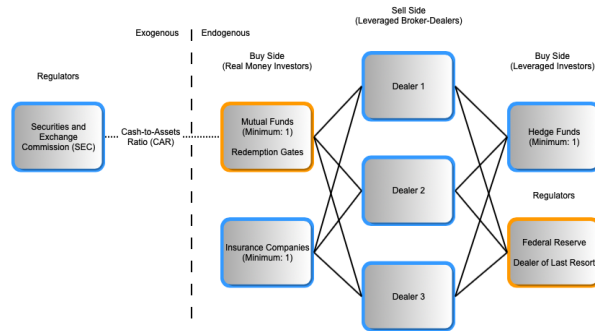 Sell Side
(Leveraged Broker-Dealers)
Exogenous
Endogenous
Buy Side
(Real Money Investors)
Buy Side
(Leveraged Investors)
Regulators
Dealer 1
Securities and
Exchange
Commission (SEC)
Cash-to-Assets
Ratio (CAR)
Mutual Funds
(Minimum: 1)
Redemption Gates
Hedge Funds
(Minimum: 1)
Dealer 2
Regulators
Insurance Companies
(Minimum: 1)
Federal Reserve
Dealer of Last Resort
Dealer 3